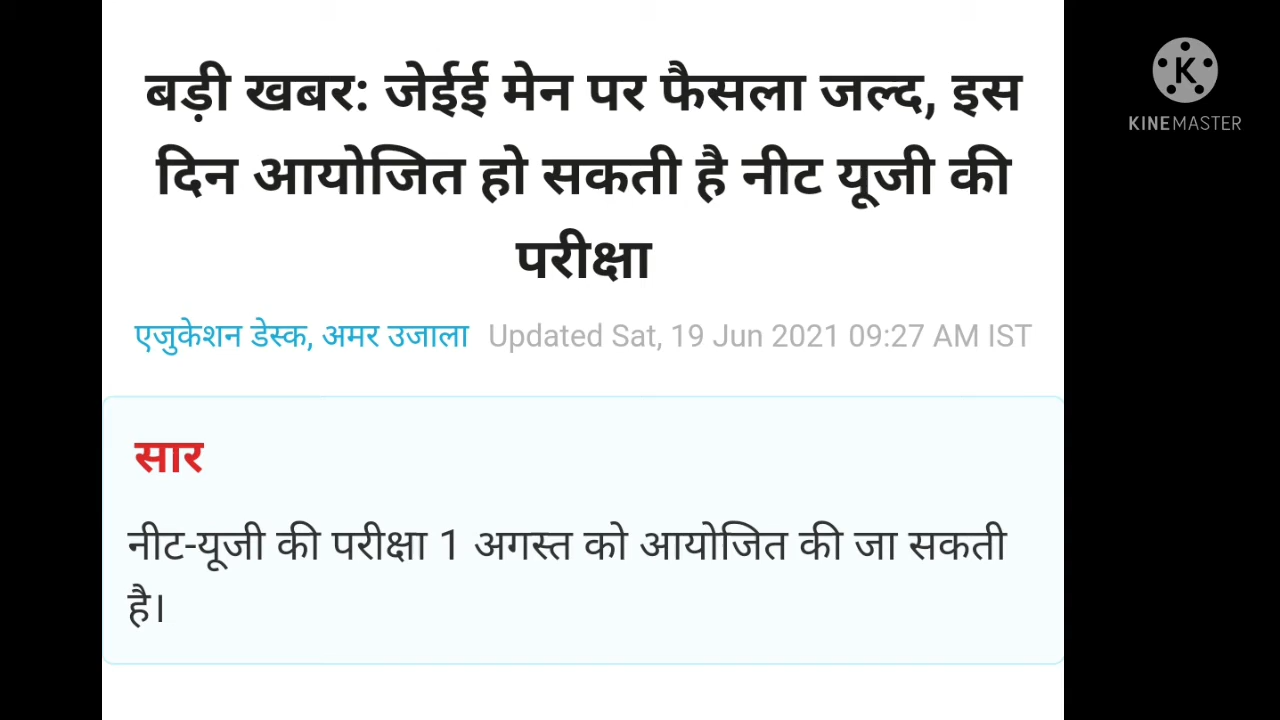 बड़ी खबर: जेईई मेन पर फैसला जल्द, इस
दिन आयोजित हो सकती है नीट यूजी की
परीक्षा
एजुकेशन डेस्क, अमर उजाला Updated Sat, 19 Jun 2021 09:27 AM IST
सार
नीट-यूजी की परीक्षा 1 अगस्त को आयोजित की जा सकती
है।
K
KINEMASTER